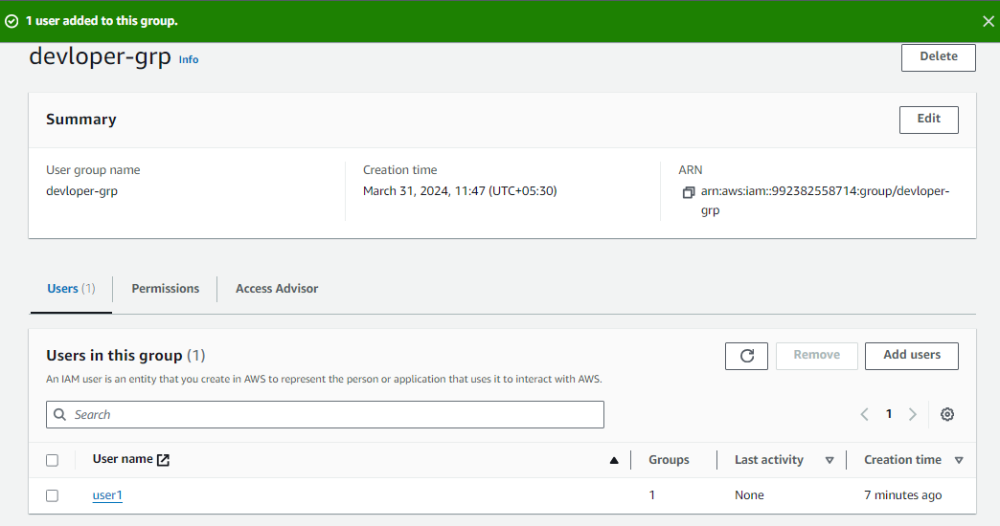 1 user added to this group.
devloper-grp Info
Delete
Summary
Edit
User group name
devloper-grp
Creation time
March 31, 2024, 11:47 (UTC+05:30)
ARN
arn:aws:iam::992382558714:group/devloper-
grp
Users (1)
Permissions
Access Advisor
Users in this group (1)
Remove
Add users
An IAM user is an entity that you create in AWS to represent the person or application that uses it to interact with AWS.
Search
1
User name
Groups
Last activity
Creation time
user1
1
None
7 minutes ago